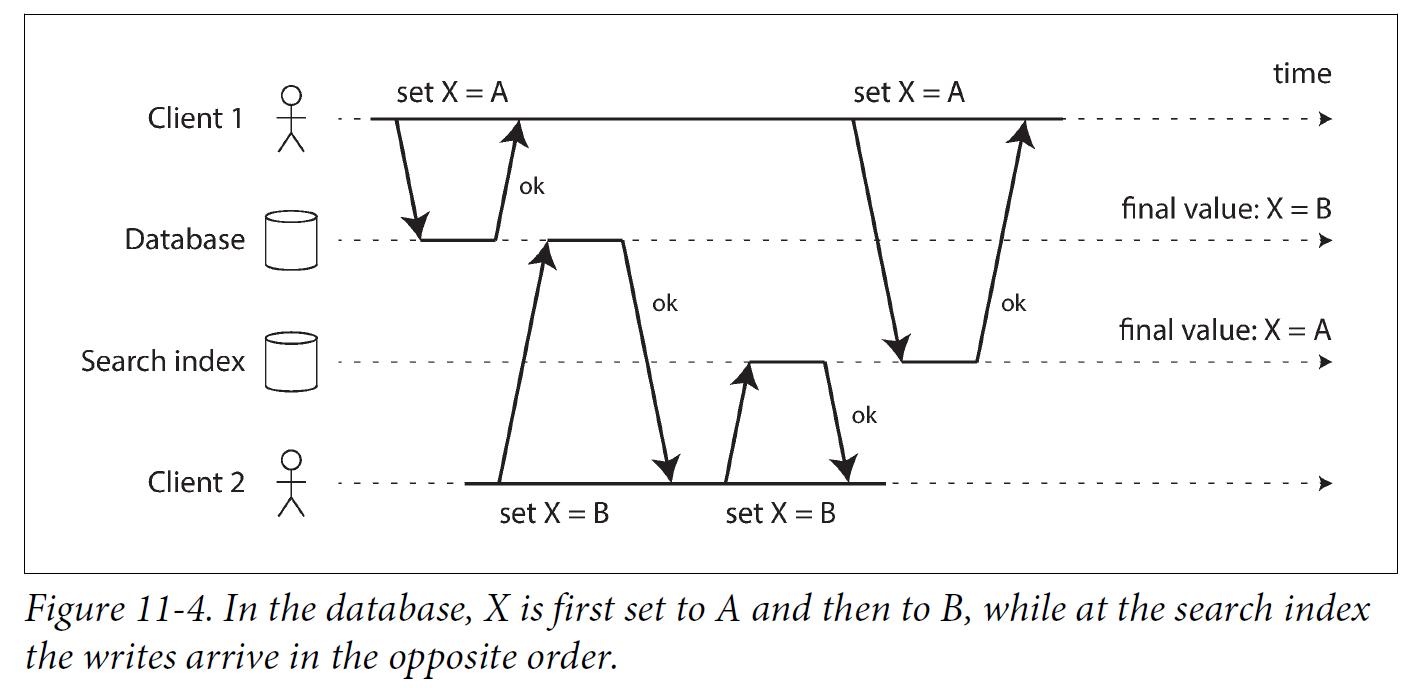 time
set X = A
set X = A
Client 1
ok
final value: X = B
Database
ok
ok
final value: X = A
Search index
ok
Client 2
set X = B
set X = B
Figure 11-4. In the database, X is first set to A and then to B, while at the search index
the writes arrive in the opposite order.